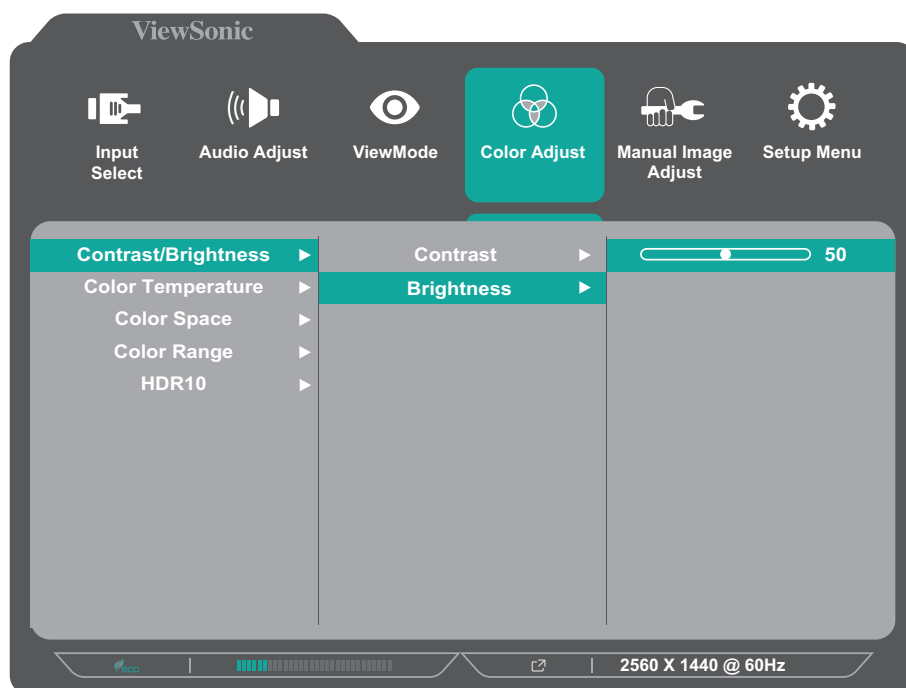 ViewSonic
Input
Select
Audio Adjust
ViewMode
Color Adjust
Manual Image
Adjust
Setup Menu
Contrast/Brightness
Color Temperature
Color Space
Color Range
HDR10
Contrast
Brightness
50
eco
2560 X 1440 @ 60Hz